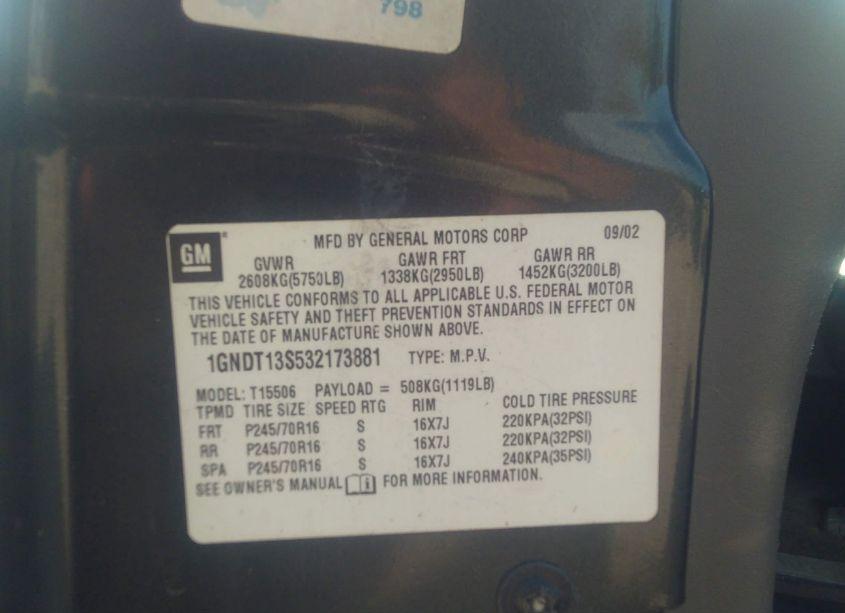 798
GM
MFD BY GENERAL MOTORS CORP 09/02
GVWR GAWR FRT GAWR RR
2608KG(5750LB) 1338KG(2950LB) 1452KG(3200LB)
THIS VEHICLE CONFORMS TO ALL APPLICABLE U.S. FEDERAL MOTOR
VEHICLE SAFETY AND THEFT PREVENTION STANDARDS IN EFFECT ON
THE DATE OF MANUFACTURE SHOWN ABOVE.
1GNDT13S532173881 TYPE: M.P.V.
MODEL: T15506 PAYLOAD = 508KG(1119LB)
TPMD TIRE SIZE SPEED RTG RIM COLD TIRE PRESSURE
FRT P245/70R16 S 16X7J 220KPA(32PSI)
RR P245/70R16 S 16X7J 220KPA(32PSI)
SPA P245/70R16 S 16X7J 240KPA(35PSI)
SEE OWNER'S MANUAL i FOR MORE INFORMATION.